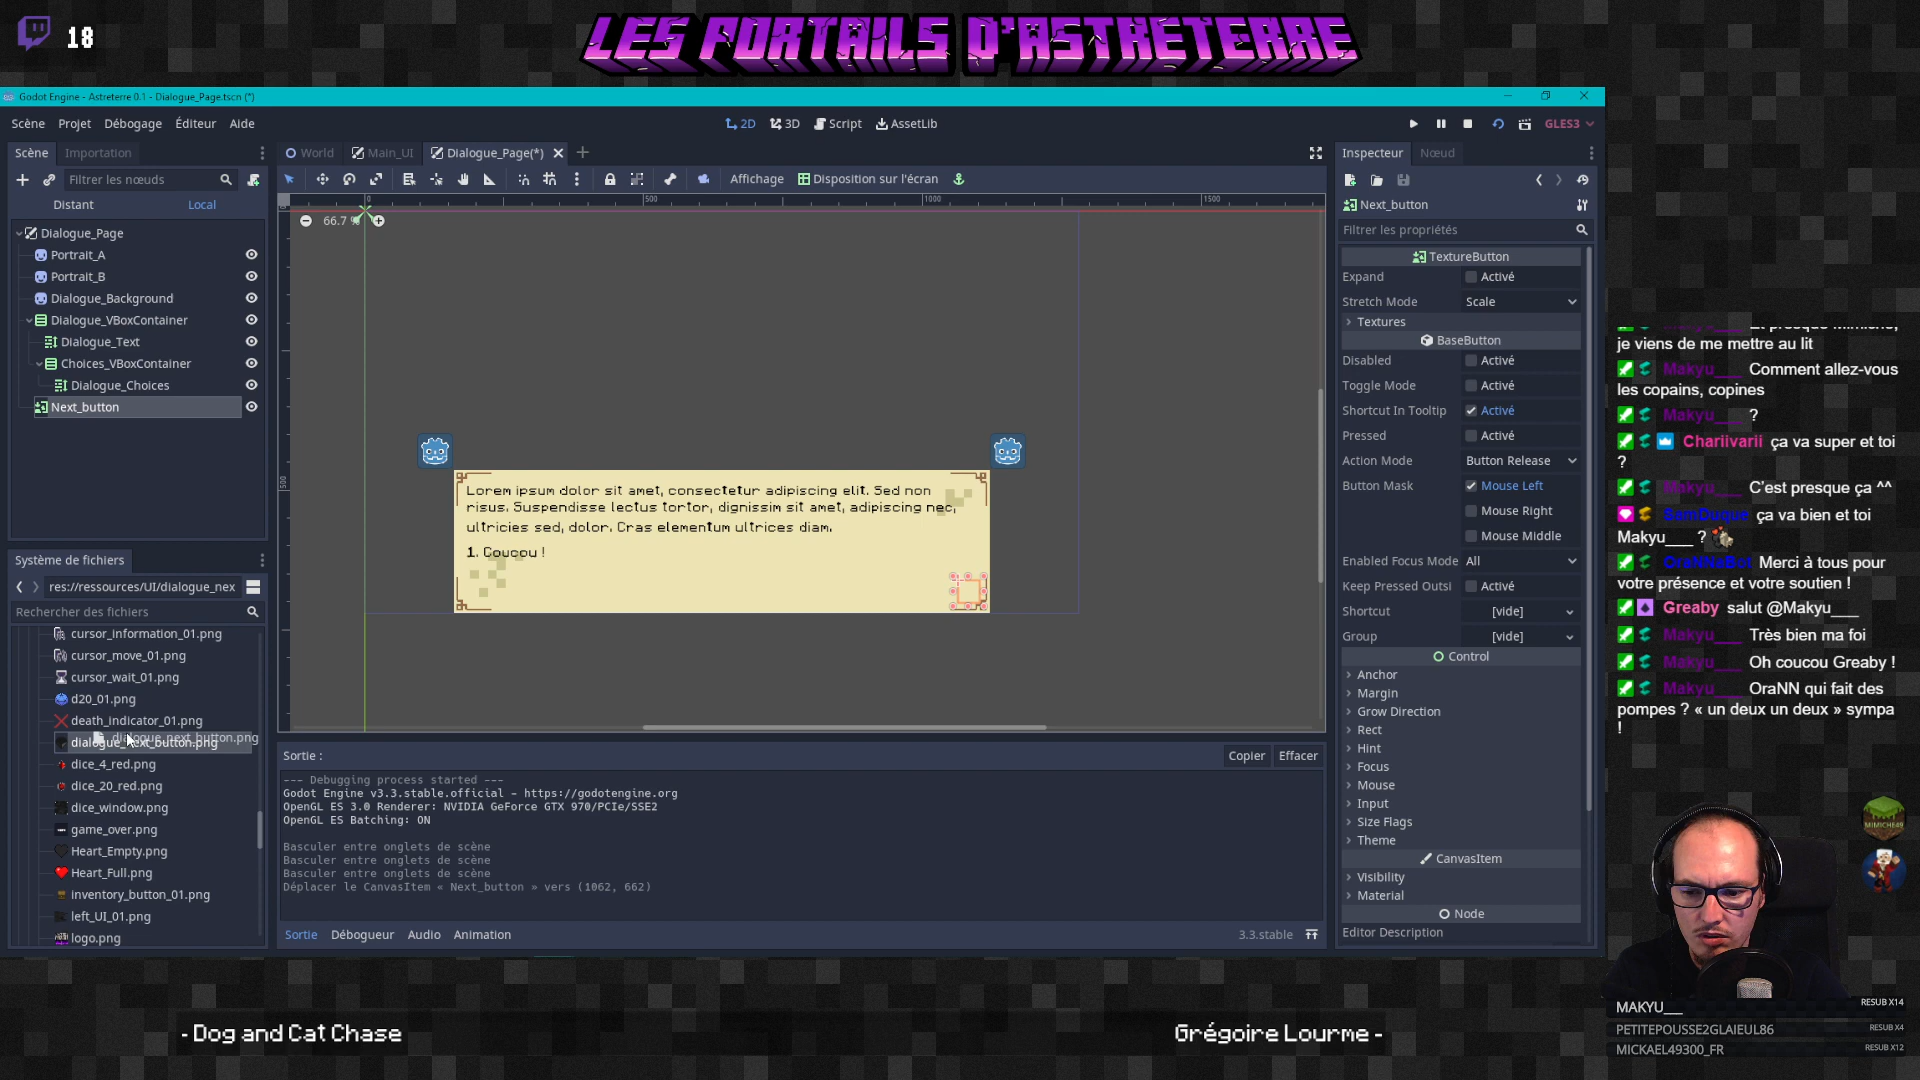 18
LES PORTAILS D'ASTRÉTERRE
Godot Engine - Astreterre 0.1 - Dialogue_Page.tscn (*)
Scène Projet Débogage Éditeur Aide
2D 3D Script AssetLib
GLES3
Scène Importation
World Main_UI Dialogue_Page(*)
Inspecteur Nœud
Filtrer les nœuds
Affichage Disposition sur l'écran
Distant Local
Next_button
66.7 %
0 500 1000 1500
500
Filtrer les propriétés
Dialogue_Page
Portrait_A
Portrait_B
Dialogue_Background
Dialogue_VBoxContainer
Dialogue_Text
Choices_VBoxContainer
Dialogue_Choices
Next_button
Lorem ipsum dolor sit amet, consectetur adipiscing elit. Sed non
risus. Suspendisse lectus tortor, dignissim sit amet, adipiscing nec,
ultricies sed, dolor. Cras elementum ultrices diam.
1. Coucou !
TextureButton
Expand Activé
Stretch Mode Scale
Textures
BaseButton
Disabled Activé
Toggle Mode Activé
Shortcut In Tooltip Activé
Pressed Activé
Action Mode Button Release
Button Mask Mouse Left
Mouse Right
Mouse Middle
Enabled Focus Mode All
Keep Pressed Outsi Activé
Shortcut [vide]
Group [vide]
Control
Anchor
Margin
Grow Direction
Rect
Hint
Focus
Mouse
Input
Size Flags
Theme
CanvasItem
Visibility
Material
Node
Editor Description
Système de fichiers
res://ressources/UI/dialogue_nex
Rechercher des fichiers
cursor_information_01.png
cursor_move_01.png
cursor_wait_01.png
d20_01.png
death_indicator_01.png
dialogue_next_button.png
dialogue_next_button.png
dice_4_red.png
dice_20_red.png
dice_window.png
game_over.png
Heart_Empty.png
Heart_Full.png
inventory_button_01.png
left_UI_01.png
logo.png
Sortie :
Copier Effacer
--- Debugging process started ---
Godot Engine v3.3.stable.official - https://godotengine.org
OpenGL ES 3.0 Renderer: NVIDIA GeForce GTX 970/PCIe/SSE2
OpenGL ES Batching: ON
Basculer entre onglets de scène
Basculer entre onglets de scène
Basculer entre onglets de scène
Déplacer le CanvasItem « Next_button » vers (1062, 662)
Sortie Débogueur Audio Animation
3.3.stable
je viens de me mettre au lit
Makyu___ Comment allez-vous
les copains, copines
Makyu___ ?
Chariivarii ça va super et toi
?
Makyu___ C'est presque ça ^^
SamDuque ça va bien et toi
Makyu___ ?
OraNNaBot Merci à tous pour
votre présence et votre soutien !
Greaby salut @Makyu___
Makyu___ Très bien ma foi
Makyu___ Oh coucou Greaby !
Makyu___ OraNN qui fait des
pompes ? « un deux un deux » sympa
!
MIMICH649
MAKYU__ RESUB X14
PETITEPOUSSE2GLAIEUL86 RESUB X4
MICKAEL49300_FR RESUB X12
- Dog and Cat Chase
Grégoire Lourme -